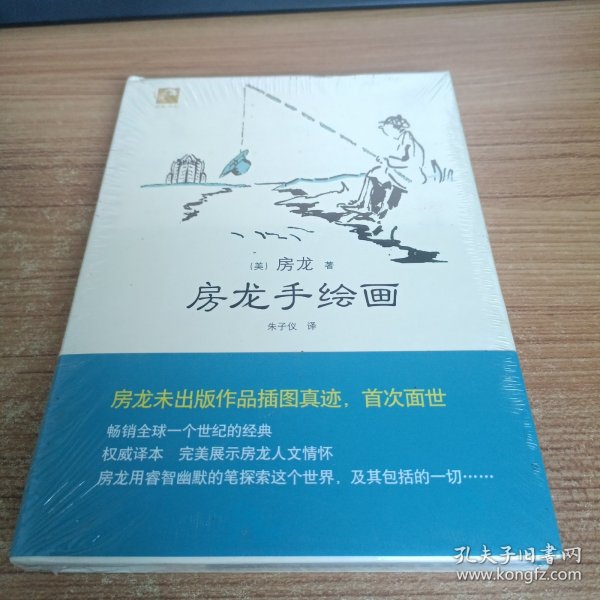 （美）房龙 著
房龙手绘画
朱子仪 译
房龙未出版作品插图真迹，首次面世
畅销全球一个世纪的经典
权威译本 完美展示房龙人文情怀
房龙用睿智幽默的笔探索这个世界，及其包括的一切……
孔夫子旧书网
www.kongfz.com